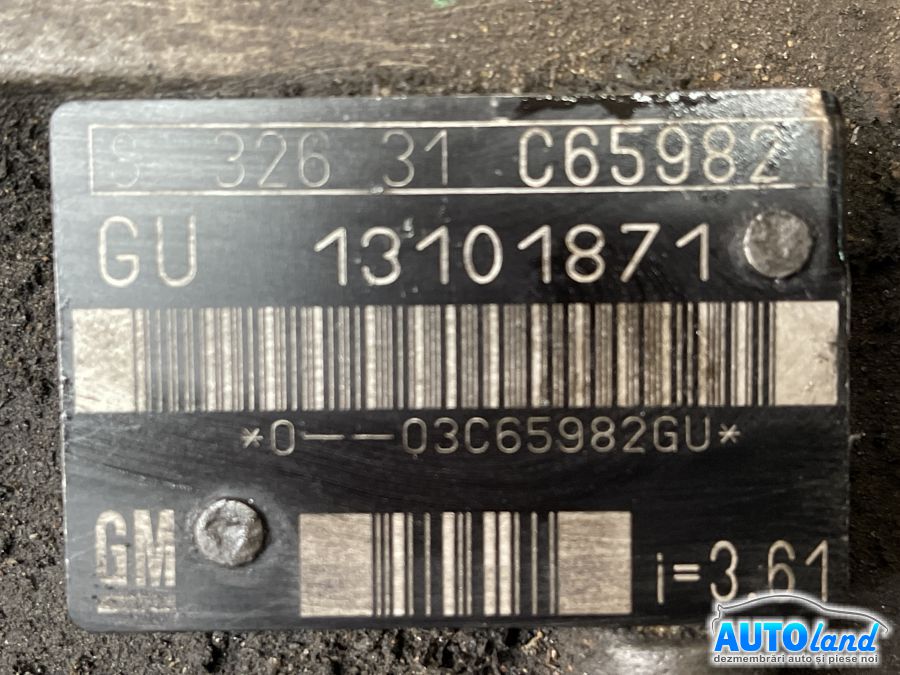 S 326 31 C65982
GU 13101871
*0---03C65982GU*
GM
i=3.61
AUTOland
dezmembrări auto și piese noi